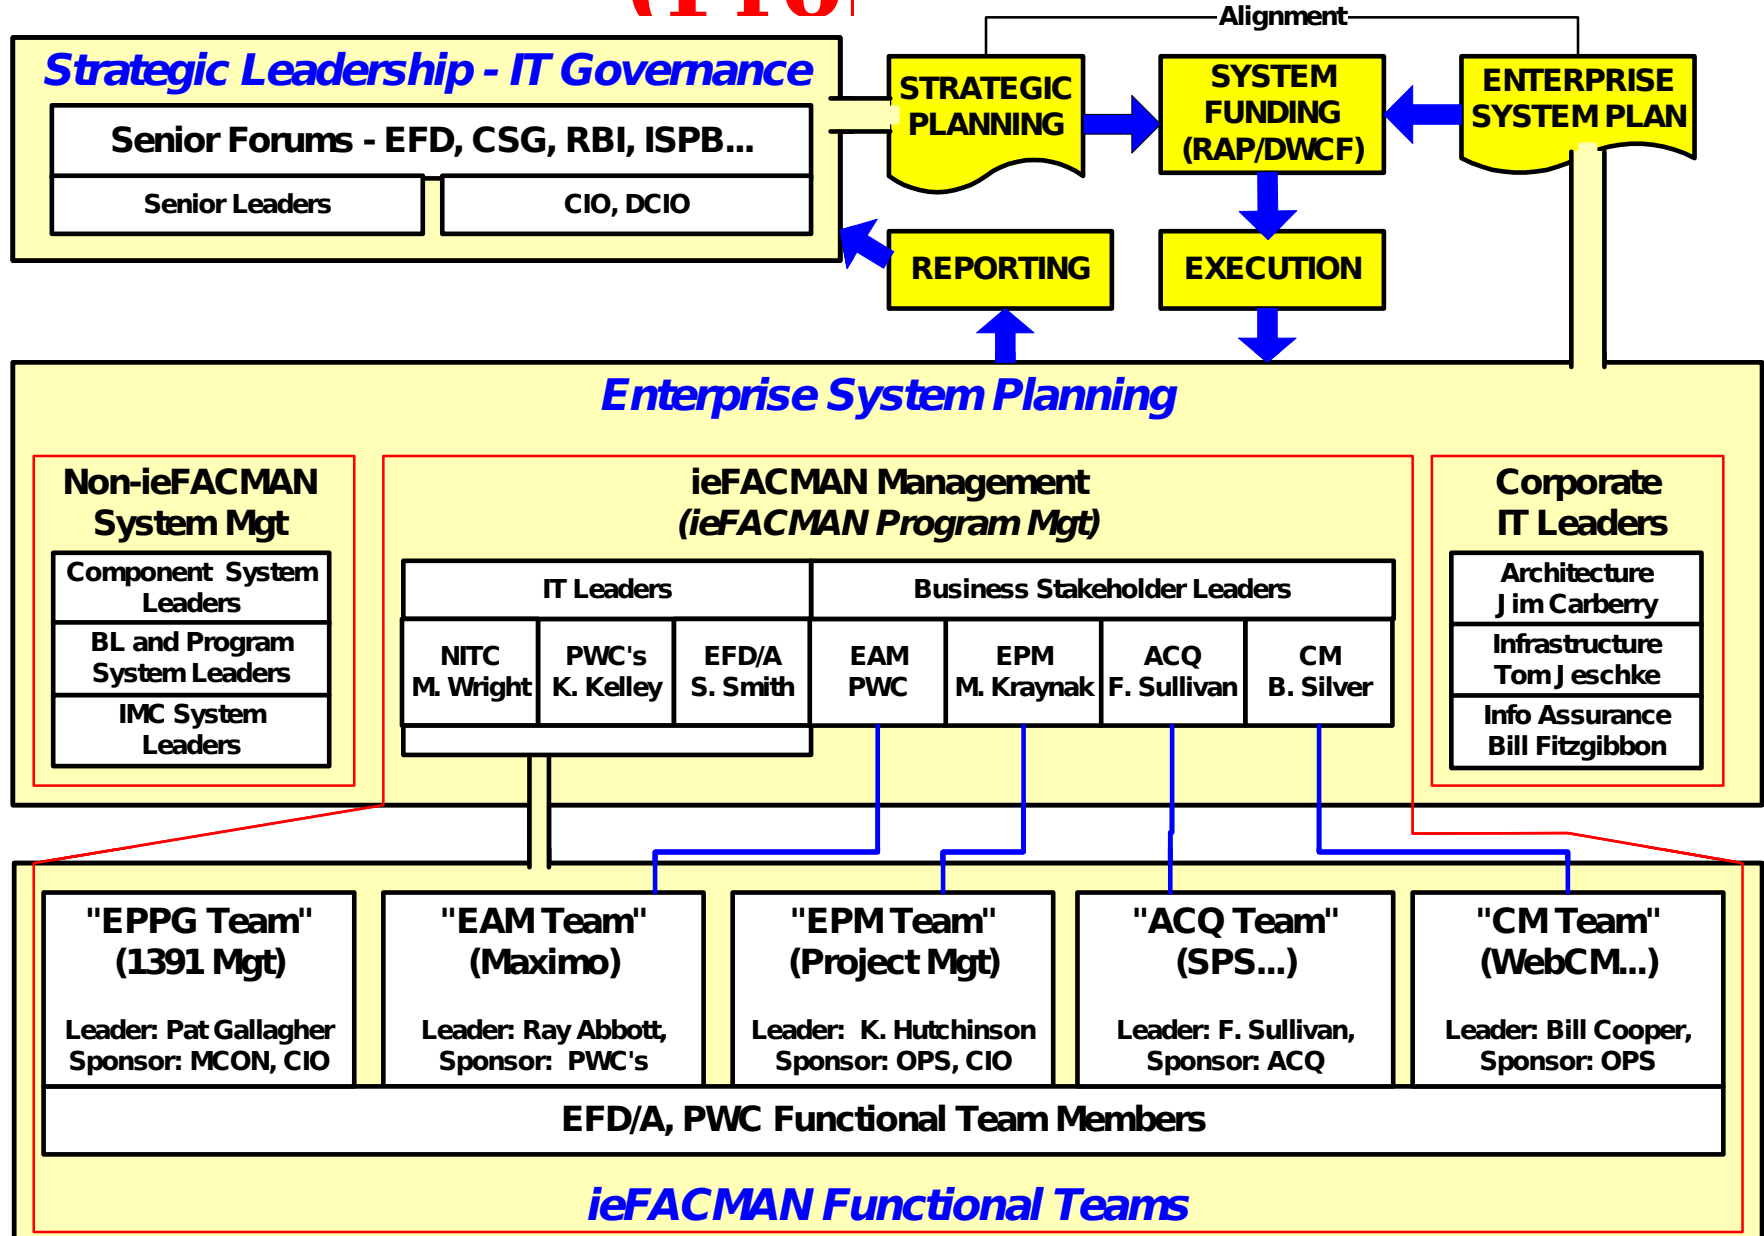 Alignment
Strategic Leadership - IT Governance
Senior Forums - EFD, CSG, RBI, ISPB...
Senior Leaders
CIO, DCIO
STRATEGIC
PLANNING
SYSTEM
FUNDING
(RAP/DWCF)
ENTERPRISE
SYSTEM PLAN
REPORTING
EXECUTION
Enterprise System Planning
Non-ieFACMAN
System Mgt
Component System
Leaders
BL and Program
System Leaders
IMC System
Leaders
ieFACMAN Management
(ieFACMAN Program Mgt)
IT Leaders
Business Stakeholder Leaders
NITC
M. Wright
PWC's
K. Kelley
EFD/A
S. Smith
EAM
PWC
EPM
M. Kraynak
ACQ
F. Sullivan
CM
B. Silver
Corporate
IT Leaders
Architecture
Jim Carberry
Infrastructure
Tom Jeschke
Info Assurance
Bill Fitzgibbon
"EPPG Team"
(1391 Mgt)
Leader: Pat Gallagher
Sponsor: MCON, CIO
"EAM Team"
(Maximo)
Leader: Ray Abbott,
Sponsor: PWC's
"EPM Team"
(Project Mgt)
Leader: K. Hutchinson
Sponsor: OPS, CIO
"ACQ Team"
(SPS...)
Leader: F. Sullivan,
Sponsor: ACQ
"CM Team"
(WebCM...)
Leader: Bill Cooper,
Sponsor: OPS
EFD/A, PWC Functional Team Members
ieFACMAN Functional Teams